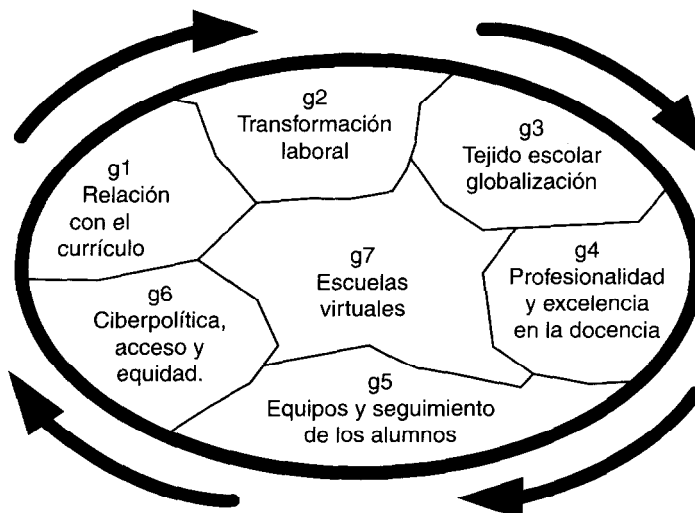 g1
Relación
con el
currículo
g2
Transformación
laboral
g3
Tejido escolar
globalización
g4
Profesionalidad
y excelencia
en la docencia
g7
Escuelas
virtuales
g6
Ciberpolítica,
acceso y
equidad.
g5
Equipos y seguimiento
de los alumnos